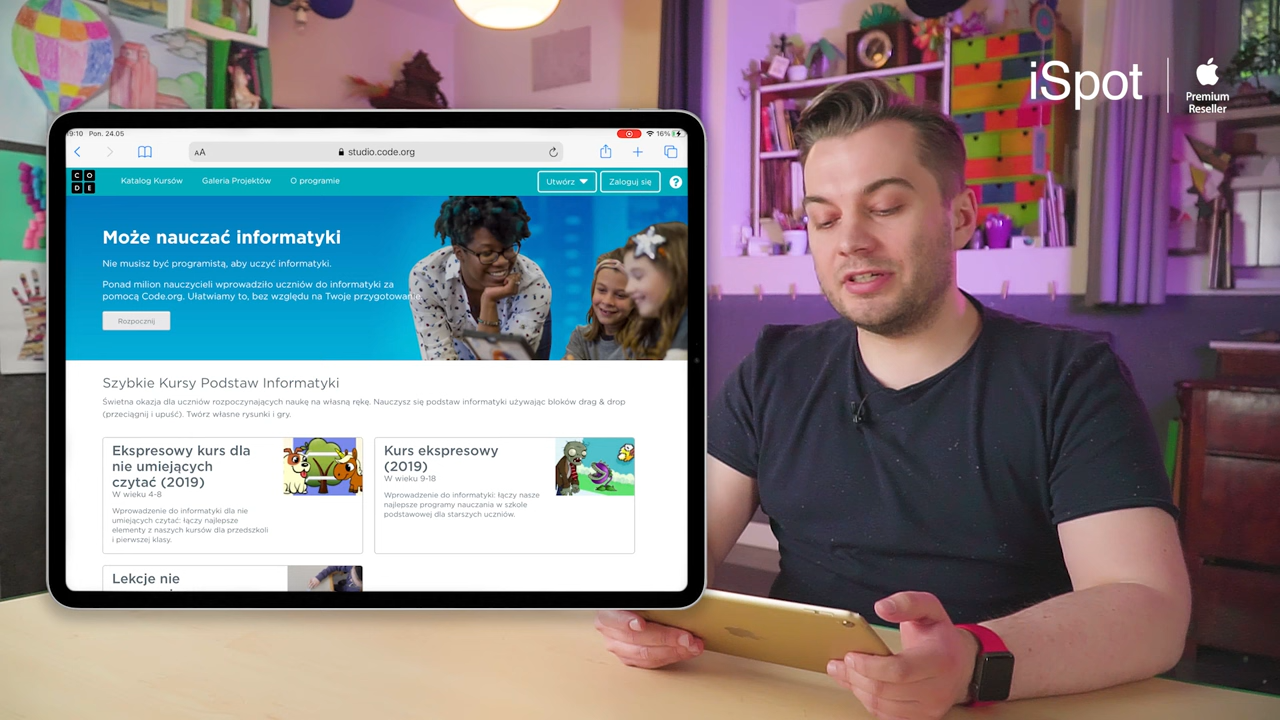 iSpot
Premium
Reseller
9:10 Pon. 24.05
16%
AA
studio.code.org
C O
D E
Katalog Kursów
Galeria Projektów
O programie
Utwórz
Zaloguj się
?
Może nauczać informatyki
Nie musisz być programistą, aby uczyć informatyki.
Ponad milion nauczycieli wprowadziło uczniów do informatyki za
pomocą Code.org. Ułatwiamy to, bez względu na Twoje przygotowanie.
Rozpocznij
Szybkie Kursy Podstaw Informatyki
Świetna okazja dla uczniów rozpoczynających naukę na własną rękę. Nauczysz się podstaw informatyki używając bloków drag & drop
(przeciągnij i upuść). Twórz własne rysunki i gry.
Ekspresowy kurs dla
nie umiejących
czytać (2019)
W wieku 4-8
Wprowadzenie do informatyki dla nie
umiejących czytać: łączy najlepsze
elementy z naszych kursów dla przedszkoli
i pierwszej klasy.
Kurs ekspresowy
(2019)
W wieku 9-18
Wprowadzenie do informatyki: łączy nasze
najlepsze programy nauczania w szkole
podstawowej dla starszych uczniów.
Lekcje nie